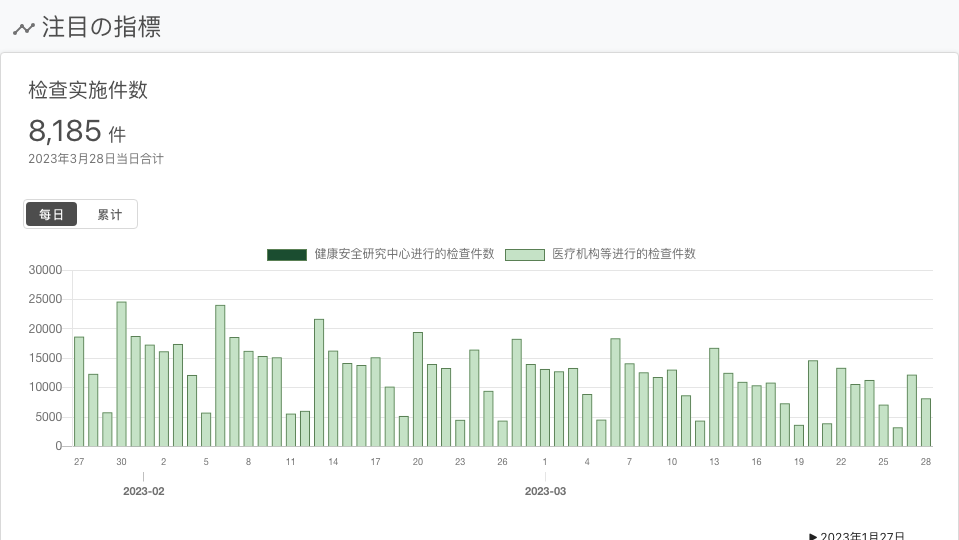 注目の指標
检查实施件数
8,185 件
2023年3月28日当日合计
每日 累计
健康安全研究中心进行的检查件数 医疗机构等进行的检查件数
30000
25000
20000
15000
10000
5000
0
27 30 2 5 8 11 14 17 20 23 26 1 4 7 10 13 16 19 22 25 28
2023-02 2023-03
▶ 2023年1月27日